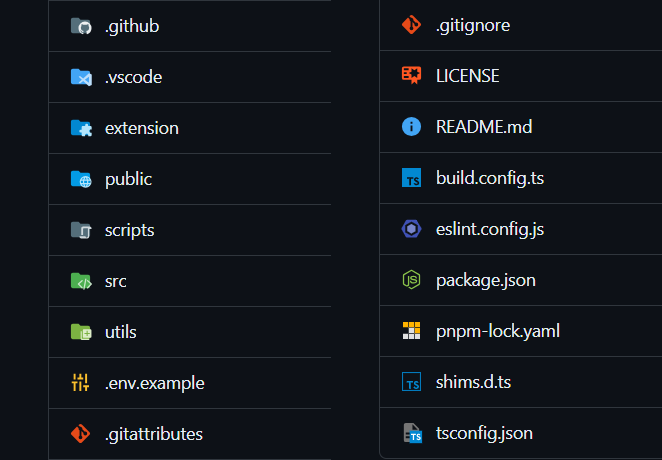 .github
.vscode
extension
public
scripts
src
utils
.env.example
.gitattributes
.gitignore
LICENSE
README.md
build.config.ts
eslint.config.js
package.json
pnpm-lock.yaml
shims.d.ts
tsconfig.json